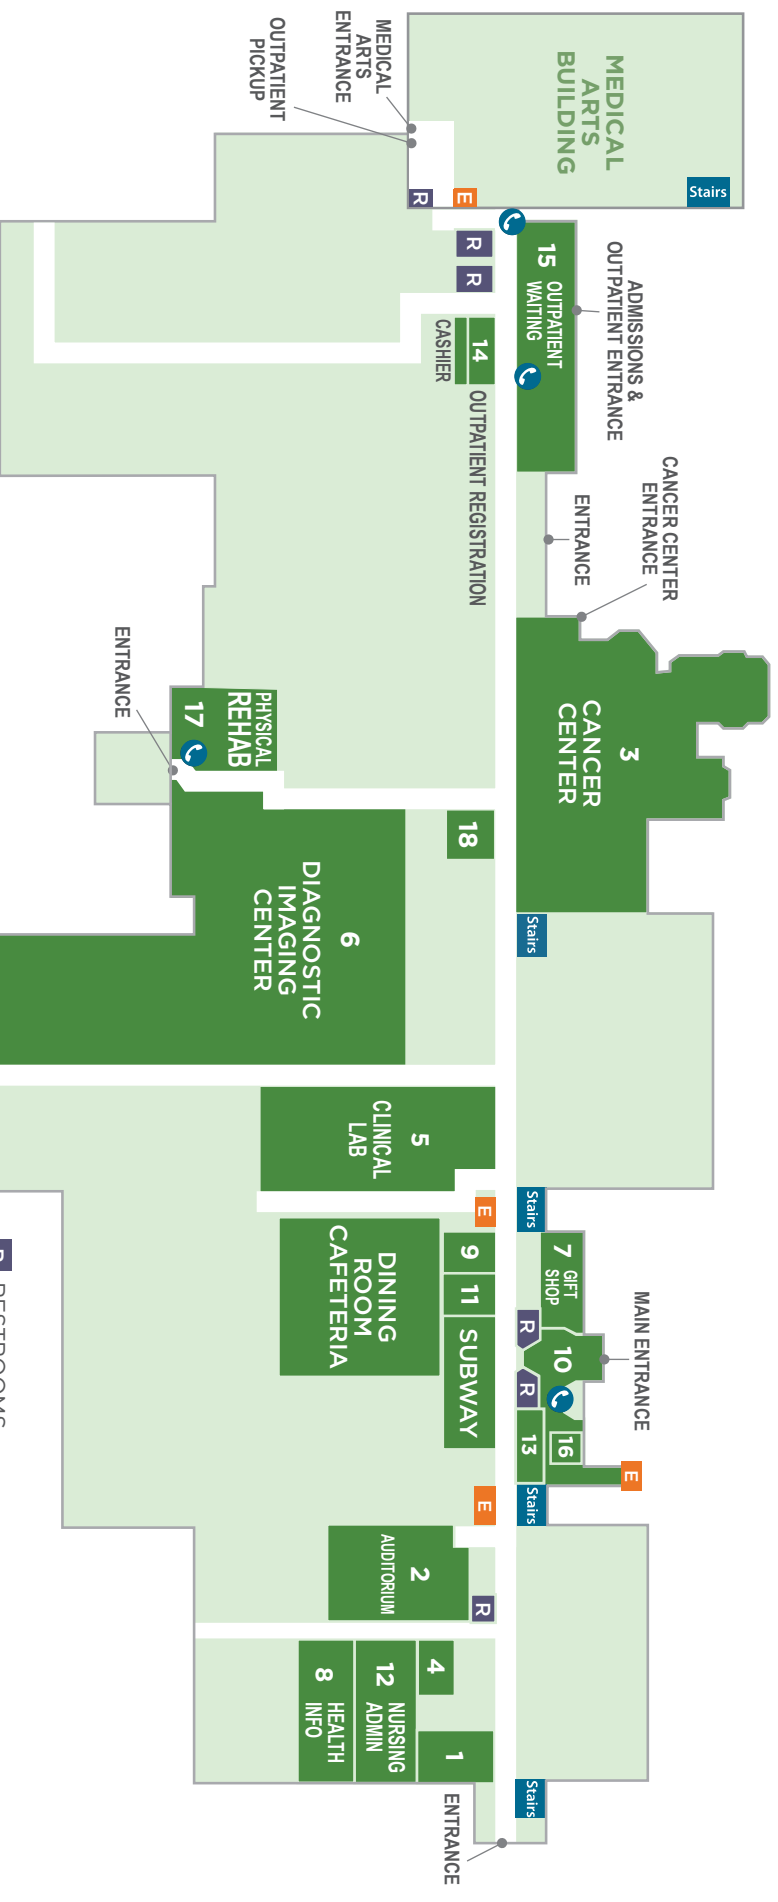 MEDICAL
ARTS
BUILDING
MEDICAL
ARTS
ENTRANCE
OUTPATIENT
PICKUP
Stairs
E
R
R
R
ADMISSIONS &
OUTPATIENT ENTRANCE
15
OUTPATIENT
WAITING
14
CASHIER
OUTPATIENT REGISTRATION
CANCER CENTER
ENTRANCE
ENTRANCE
3
CANCER
CENTER
ENTRANCE
PHYSICAL
REHAB
17
18
6
DIAGNOSTIC
IMAGING
CENTER
Stairs
5
CLINICAL
LAB
Stairs
E
7
GIFT
SHOP
MAIN ENTRANCE
R
10
R
13
16
E
Stairs
9
11
SUBWAY
DINING
ROOM
CAFETERIA
E
2
AUDITORIUM
R
4
1
12
NURSING
ADMIN
8
HEALTH
INFO
Stairs
ENTRANCE